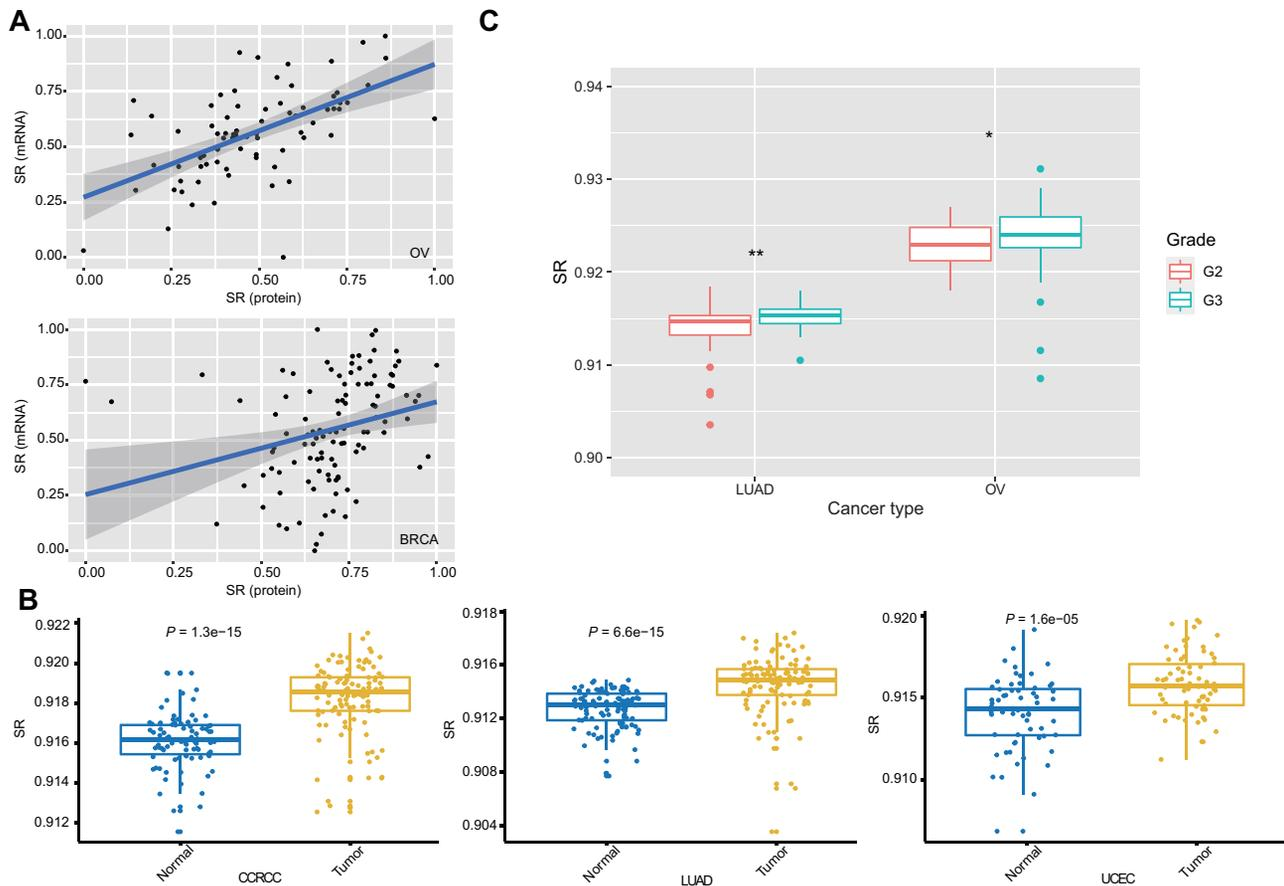 A
1.00
0.75
0.50
0.25
0.00
SR (mRNA)
OV
0.00 0.25 0.50 0.75 1.00
SR (protein)
1.00
0.75
0.50
0.25
0.00
SR (mRNA)
BRCA
0.00 0.25 0.50 0.75 1.00
SR (protein)
C
0.94
0.93
0.92
0.91
0.90
SR
*
**
LUAD OV
Cancer type
Grade
G2
G3
B
0.922
0.920
0.918
0.916
0.914
0.912
SR
P = 1.3e−15
Normal Tumor
CCRCC
0.918
0.916
0.912
0.908
0.904
SR
P = 6.6e−15
Normal Tumor
LUAD
0.920
0.915
0.910
SR
P = 1.6e−05
Normal Tumor
UCEC